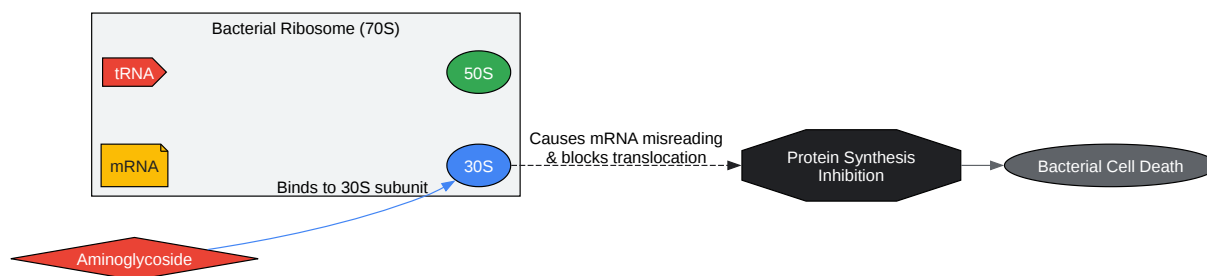 Bacterial Ribosome (70S)
tRNA
50S
mRNA
30S
Binds to 30S subunit
Causes mRNA misreading
& blocks translocation
Protein Synthesis
Inhibition
Bacterial Cell Death
Aminoglycoside